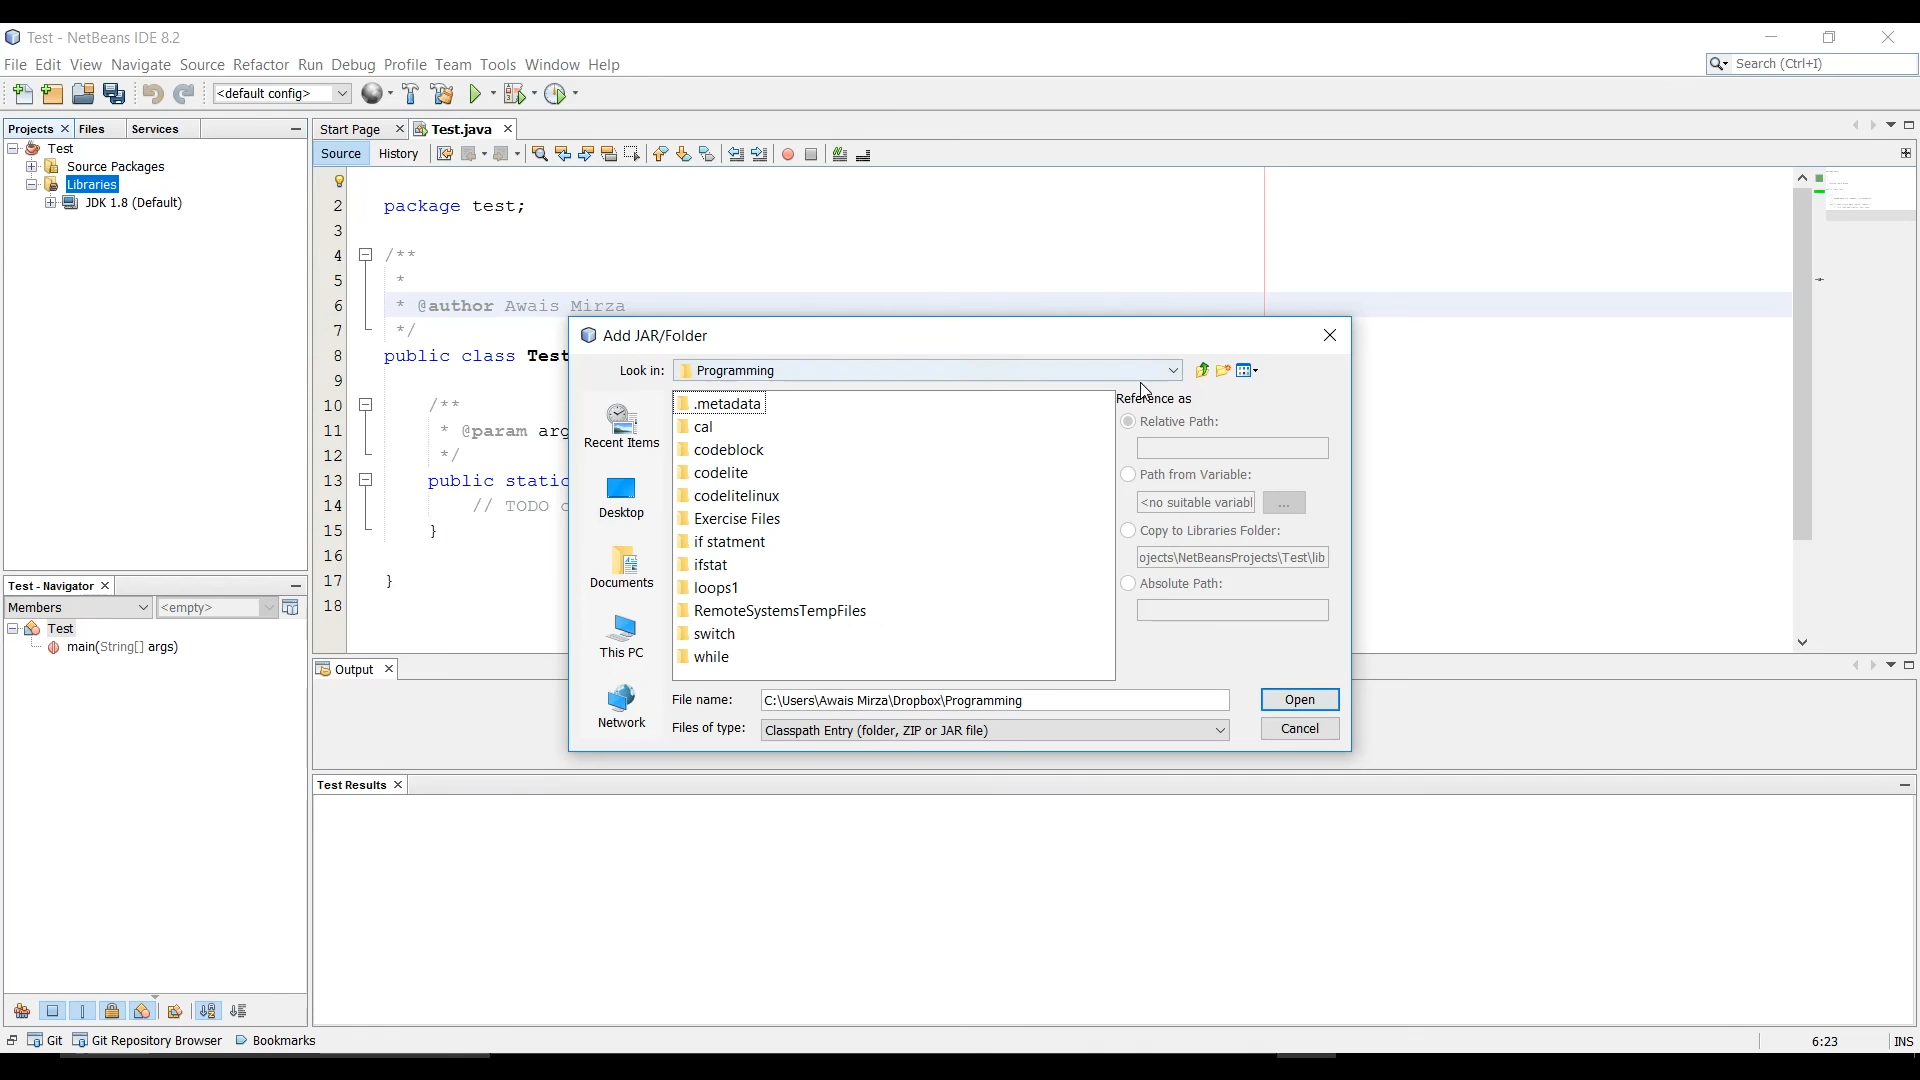 Test - NetBeans IDE 8.2
File Edit View Navigate Source Refactor Run Debug Profile Team Tools Window Help
Search (Ctrl+I)
<default config>
Projects Files Services
Test
Source Packages
Libraries
JDK 1.8 (Default)
Start Page Test.java
Source History
2 package test;
3
4 /**
5 *
6 * @author Awais Mirza
7 */
8 public class Test
9
10 /**
11 * @param arg
12 */
13 public static
14 // TODO c
15 }
16
17 }
18
Add JAR/Folder
Look in: Programming
Recent Items
Desktop
Documents
This PC
Network
.metadata
cal
codeblock
codelite
codelitelinux
Exercise Files
if statment
ifstat
loops1
RemoteSystemsTempFiles
switch
while
Reference as
Relative Path:
Path from Variable:
<no suitable variabl ...
Copy to Libraries Folder:
ojects\NetBeansProjects\Test\lib
Absolute Path:
File name: C:\Users\Awais Mirza\Dropbox\Programming Open
Files of type: Classpath Entry (folder, ZIP or JAR file) Cancel
Test - Navigator
Members <empty>
Test
main(String[] args)
Output
Test Results
Git Git Repository Browser Bookmarks
6:23 INS